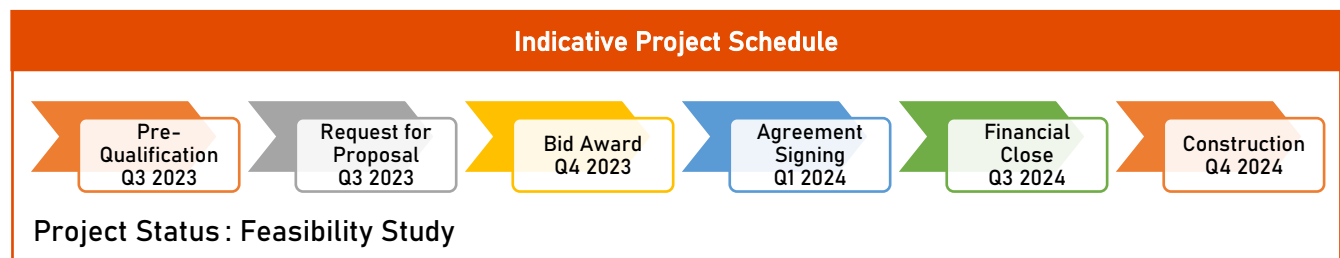 Indicative Project Schedule
Pre-
Qualification
Q3 2023
Request for
Proposal
Q3 2023
Bid Award
Q4 2023
Agreement
Signing
Q1 2024
Financial
Close
Q3 2024
Construction
Q4 2024
Project Status : Feasibility Study